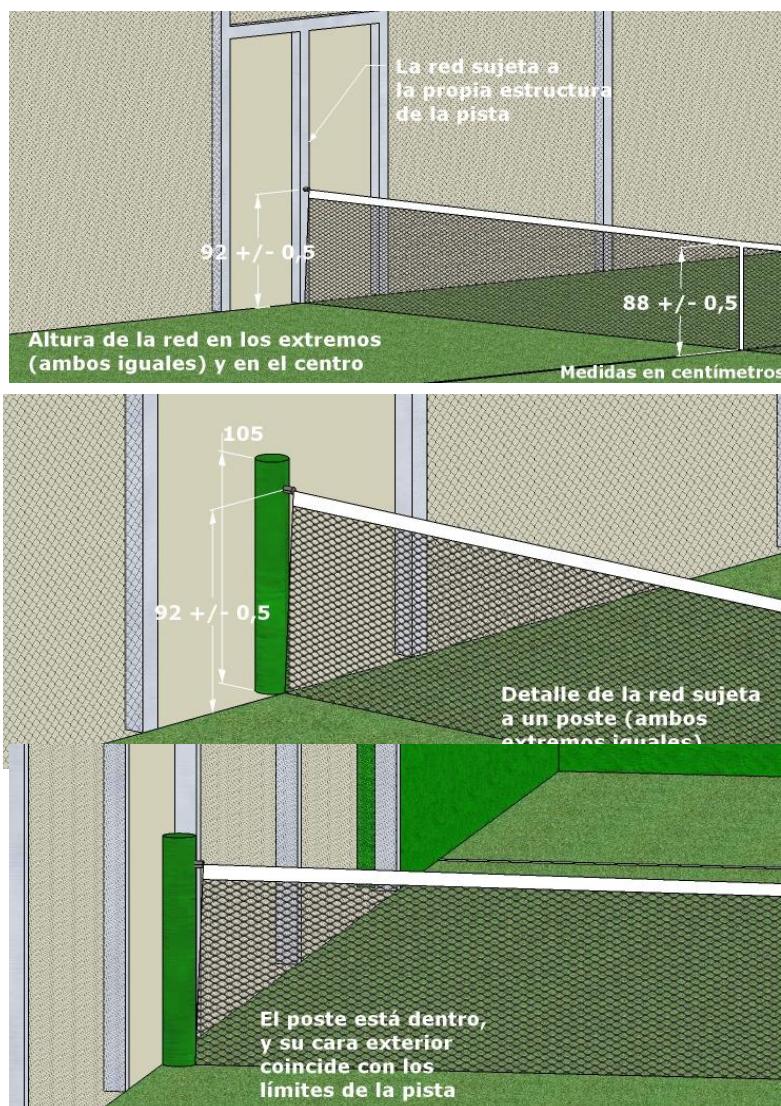 La red sujeta a
la propia estructura
de la pista
92 +/- 0,5
88 +/- 0,5
Altura de la red en los extremos
(ambos iguales) y en el centro
Medidas en centímetros
105
92 +/- 0,5
Detalle de la red sujeta
a un poste (ambos
extremos iguales)
El poste está dentro,
y su cara exterior
coincide con los
límites de la pista